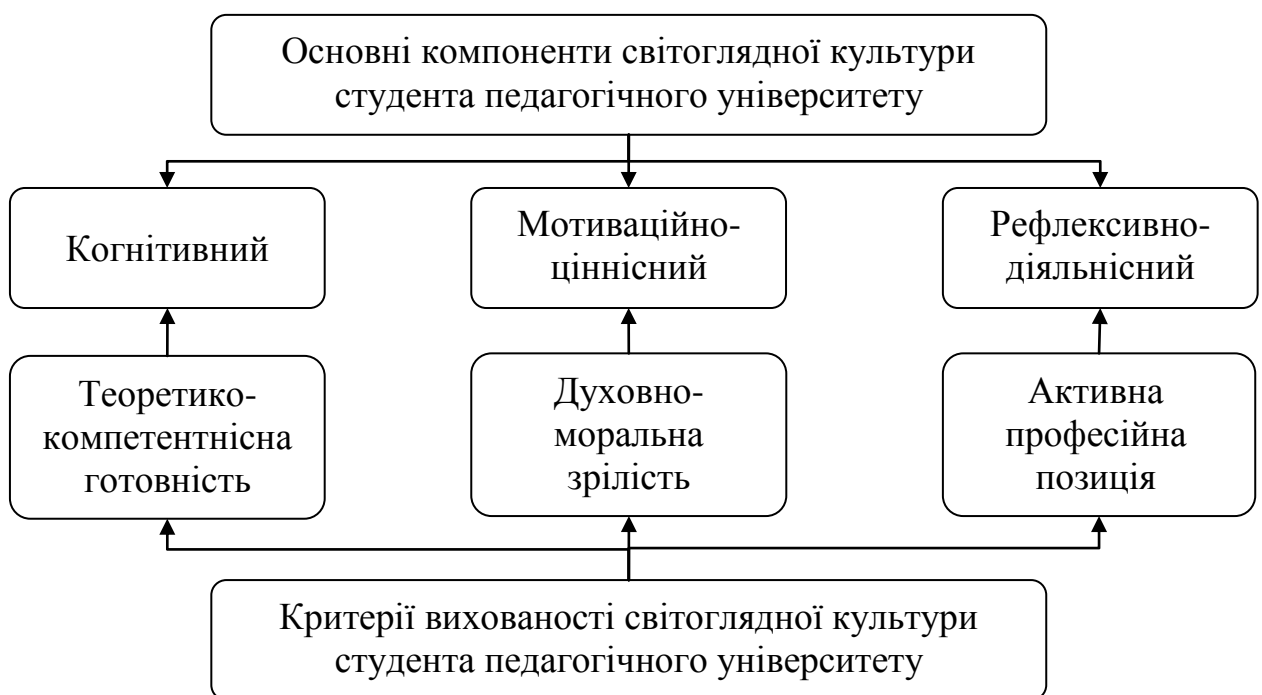 Основні компоненти світоглядної культури
студента педагогічного університету
Когнітивний
Мотиваційно-
ціннісний
Рефлексивно-
діяльнісний
Теоретико-
компетентнісна
готовність
Духовно-
моральна
зрілість
Активна
професійна
позиція
Критерії вихованості світоглядної культури
студента педагогічного університету